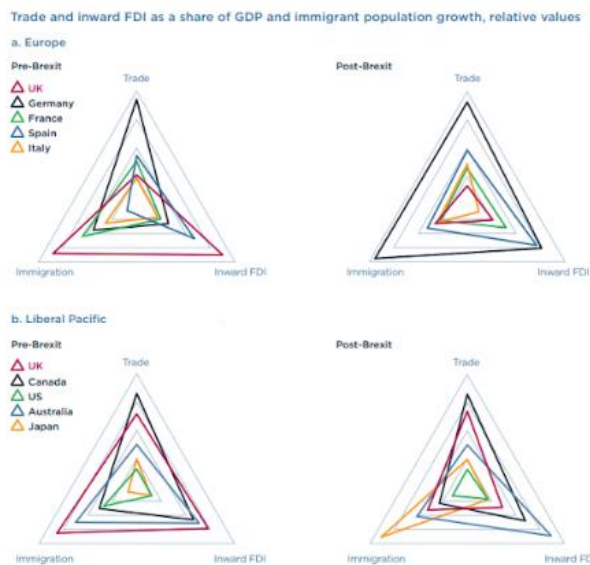 Trade and inward FDI as a share of GDP and immigrant population growth, relative values
a. Europe
Pre-Brexit
Post-Brexit
Trade
Trade
UK
Germany
France
Spain
Italy
Immigration
Inward FDI
Immigration
Inward FDI
b. Liberal Pacific
Pre-Brexit
Post-Brexit
Trade
Trade
UK
Canada
US
Australia
Japan
Immigration
Inward FDI
Immigration
Inward FDI